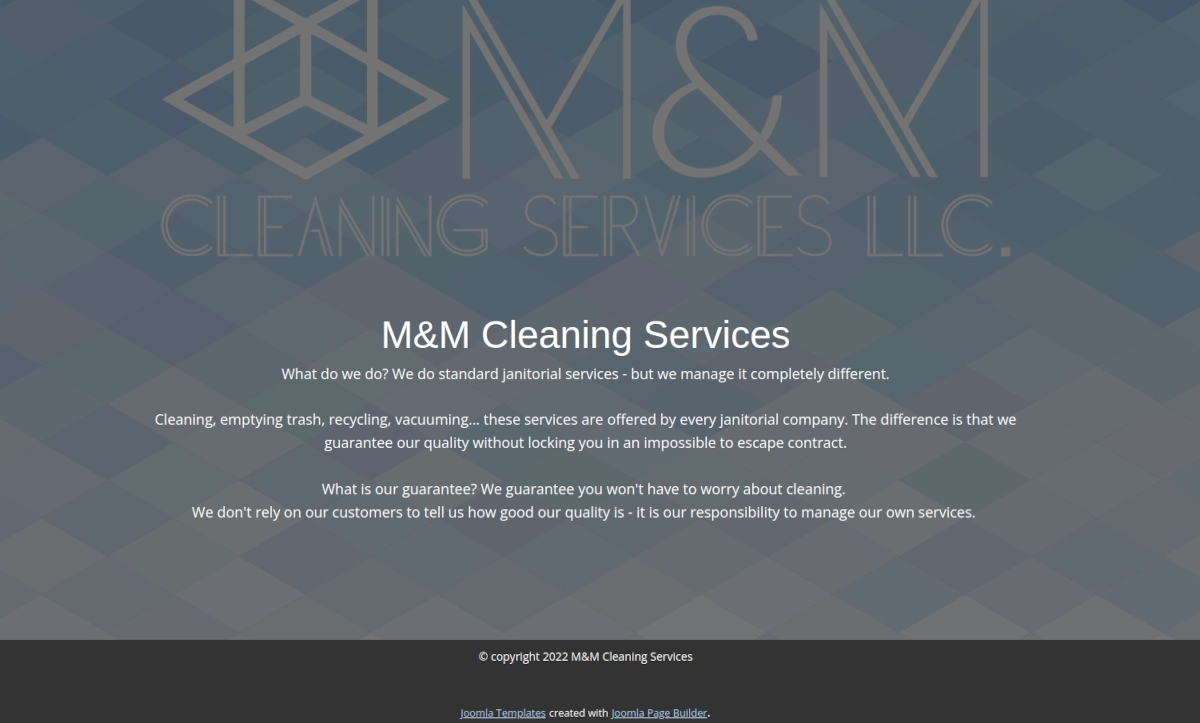 M&M
CLEANING SERVICES LLC.
M&M Cleaning Services
What do we do? We do standard janitorial services - but we manage it completely different.
Cleaning, emptying trash, recycling, vacuuming... these services are offered by every janitorial company. The difference is that we
guarantee our quality without locking you in an impossible to escape contract.
What is our guarantee? We guarantee you won't have to worry about cleaning.
We don't rely on our customers to tell us how good our quality is - it is our responsibility to manage our own services.
© copyright 2022 M&M Cleaning Services
Joomla Templates created with Joomla Page Builder.